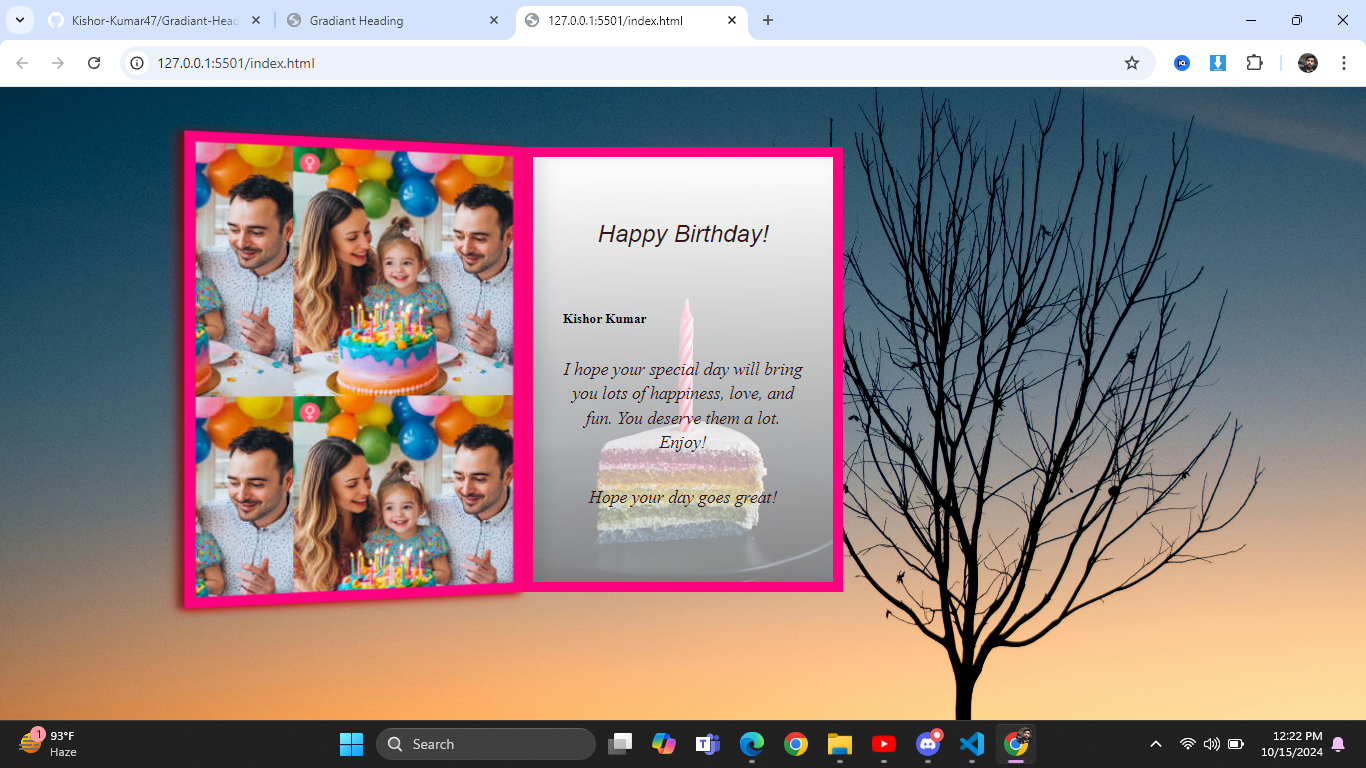 Kishor-Kumar47/Gradiant-Head
Gradiant Heading
127.0.0.1:5501/index.html
127.0.0.1:5501/index.html
Happy Birthday!
Kishor Kumar
I hope your special day will bring
you lots of happiness, love, and
fun. You deserve them a lot.
Enjoy!
Hope your day goes great!
1
93°F
Haze
Search
12:22 PM
10/15/2024